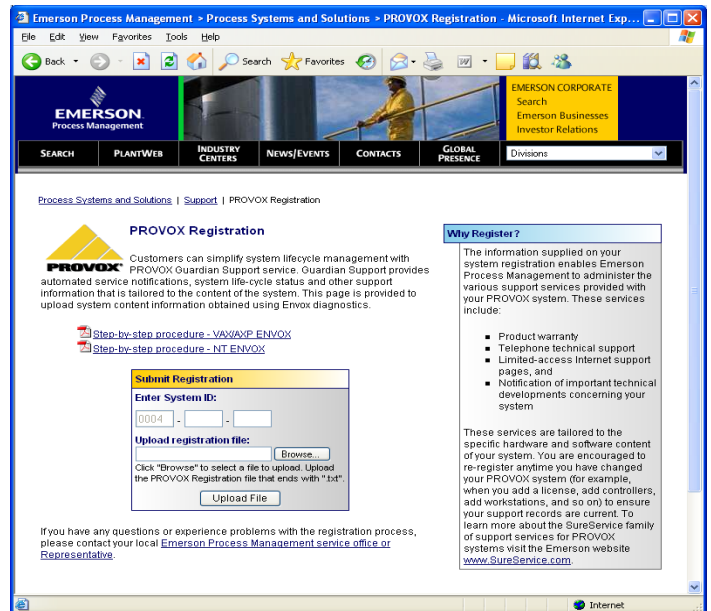 Emerson Process Management > Process Systems and Solutions > PROVOX Registration - Microsoft Internet Exp...
File Edit View Favorites Tools Help
Back Search Favorites
EMERSON
Process Management
EMERSON CORPORATE
Search
Emerson Businesses
Investor Relations
SEARCH PLANTWEB INDUSTRY CENTERS NEWS/EVENTS CONTACTS GLOBAL PRESENCE Divisions
Process Systems and Solutions | Support | PROVOX Registration
PROVOX Registration
PROVOX
Customers can simplify system lifecycle management with
PROVOX Guardian Support service. Guardian Support provides
automated service notifications, system life-cycle status and other support
information that is tailored to the content of the system. This page is provided to
upload system content information obtained using Envox diagnostics.
Step-by-step procedure - VAX/AXP ENVOX
Step-by-step procedure - NT ENVOX
Submit Registration
Enter System ID:
0004 - -
Upload registration file:
Browse...
Click "Browse" to select a file to upload. Upload
the PROVOX Registration file that ends with ".txt".
Upload File
If you have any questions or experience problems with the registration process,
please contact your local Emerson Process Management service office or
Representative.
Why Register?
The information supplied on your
system registration enables Emerson
Process Management to administer the
various support services provided with
your PROVOX system. These services
include:
Product warranty
Telephone technical support
Limited-access Internet support
pages, and
Notification of important technical
developments concerning your
system
These services are tailored to the
specific hardware and software content
of your system. You are encouraged to
re-register anytime you have changed
your PROVOX system (for example,
when you add a license, add controllers,
add workstations, and so on) to ensure
your support records are current. To
learn more about the SureService family
of support services for PROVOX
systems visit the Emerson website
www.SureService.com.
Internet